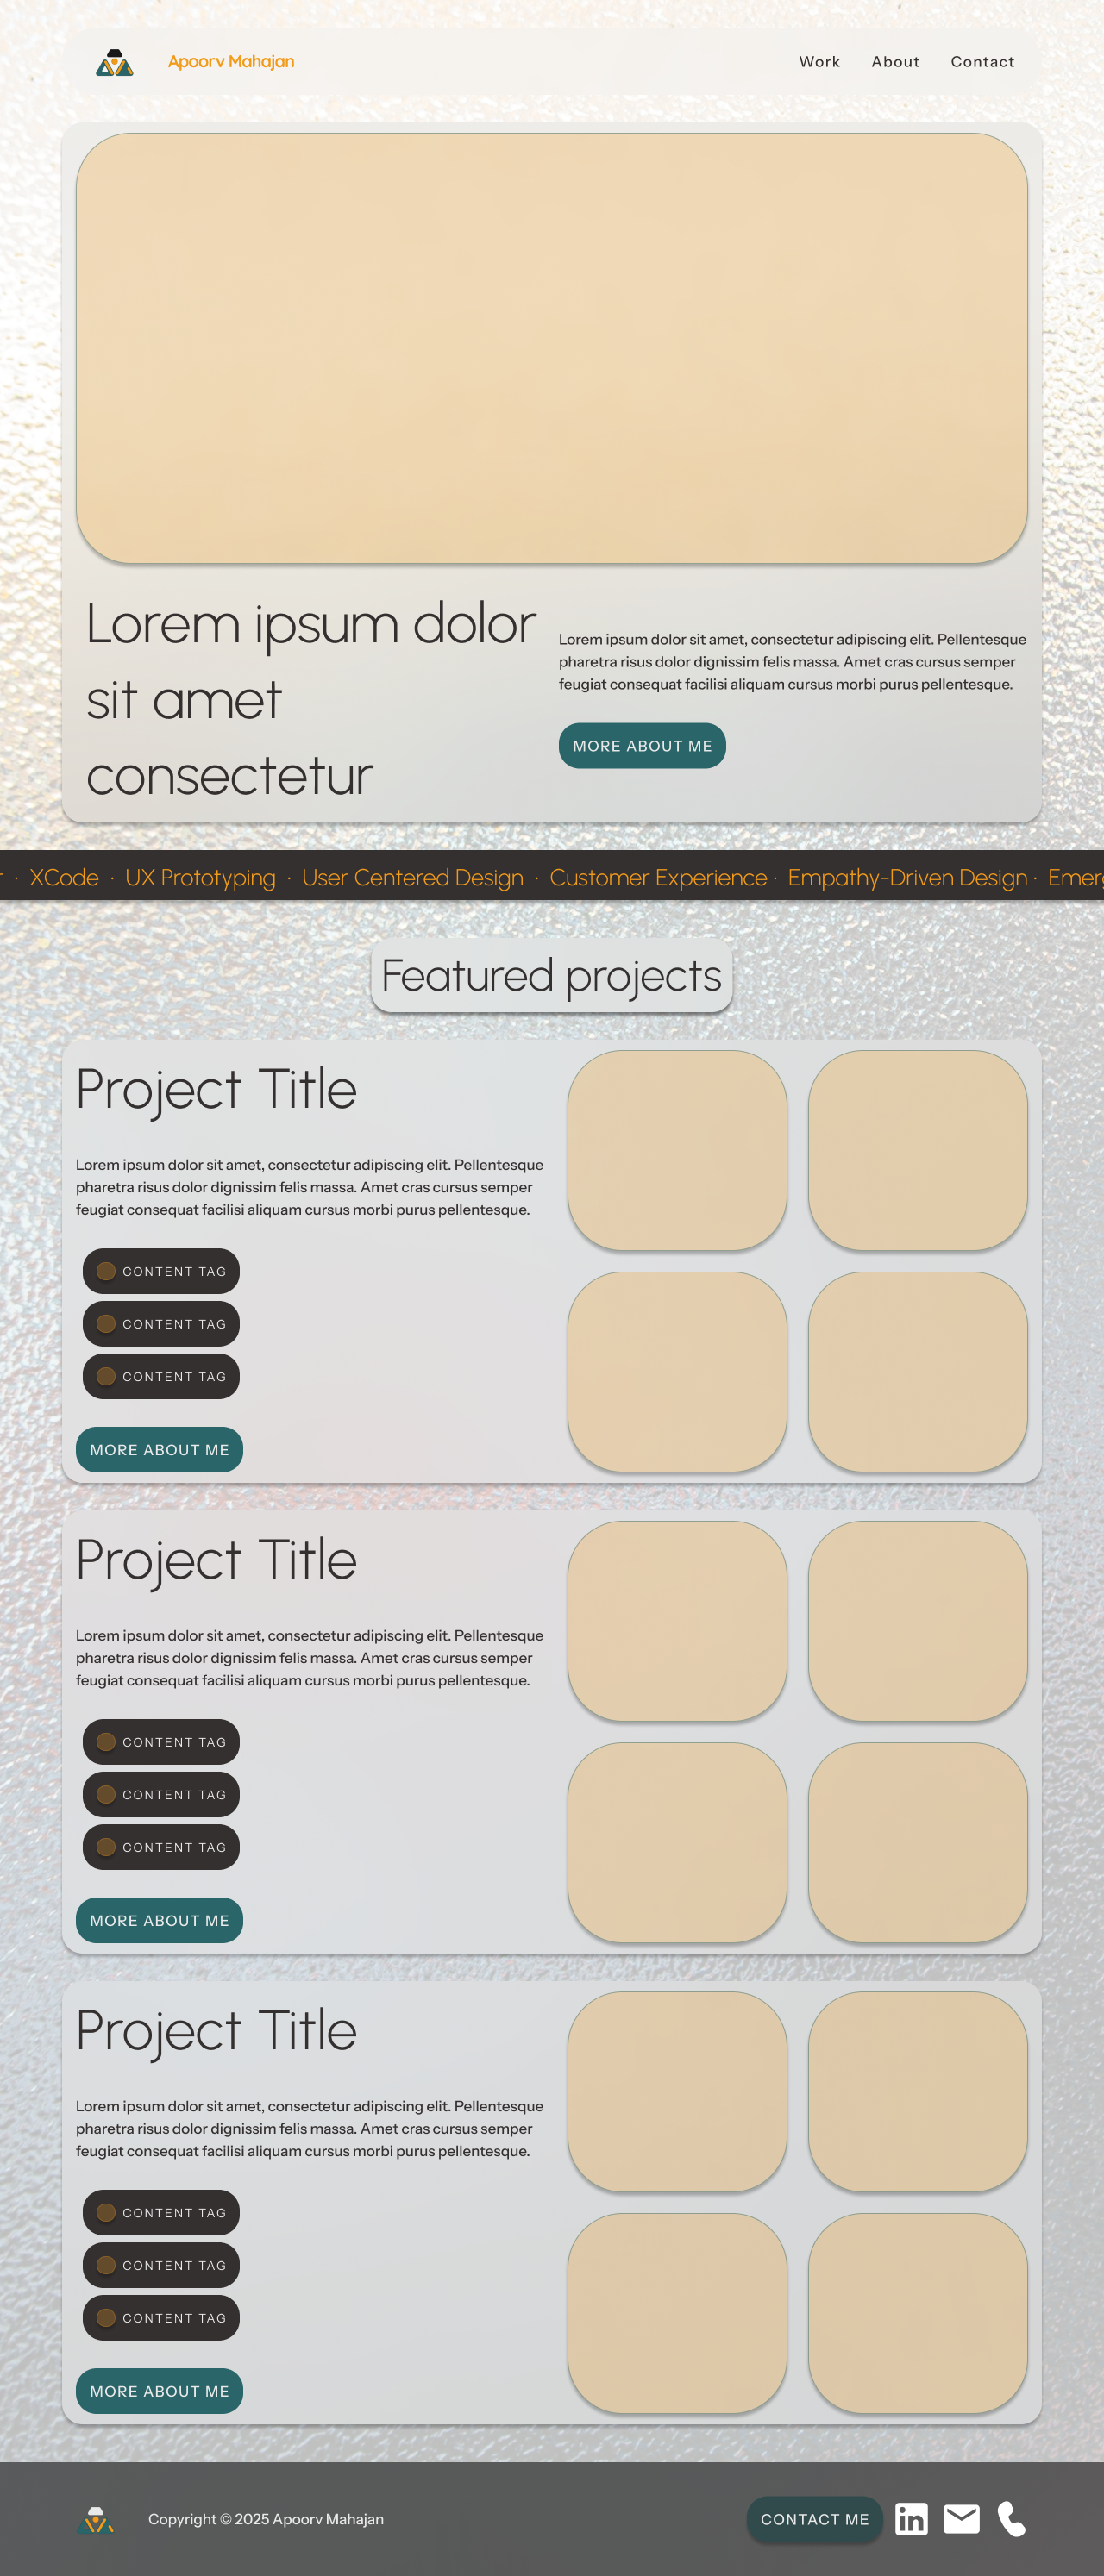 Apoorv Mahajan
Work About Contact
Lorem ipsum dolor
sit amet
consectetur
Lorem ipsum dolor sit amet, consectetur adipiscing elit. Pellentesque
pharetra risus dolor dignissim felis massa. Amet cras cursus semper
feugiat consequat facilisi aliquam cursus morbi purus pellentesque.
MORE ABOUT ME
· XCode · UX Prototyping · User Centered Design · Customer Experience · Empathy-Driven Design ·
Featured projects
Project Title
Lorem ipsum dolor sit amet, consectetur adipiscing elit. Pellentesque
pharetra risus dolor dignissim felis massa. Amet cras cursus semper
feugiat consequat facilisi aliquam cursus morbi purus pellentesque.
CONTENT TAG
CONTENT TAG
CONTENT TAG
MORE ABOUT ME
Project Title
Lorem ipsum dolor sit amet, consectetur adipiscing elit. Pellentesque
pharetra risus dolor dignissim felis massa. Amet cras cursus semper
feugiat consequat facilisi aliquam cursus morbi purus pellentesque.
CONTENT TAG
CONTENT TAG
CONTENT TAG
MORE ABOUT ME
Project Title
Lorem ipsum dolor sit amet, consectetur adipiscing elit. Pellentesque
pharetra risus dolor dignissim felis massa. Amet cras cursus semper
feugiat consequat facilisi aliquam cursus morbi purus pellentesque.
CONTENT TAG
CONTENT TAG
CONTENT TAG
MORE ABOUT ME
Copyright © 2025 Apoorv Mahajan
CONTACT ME
in